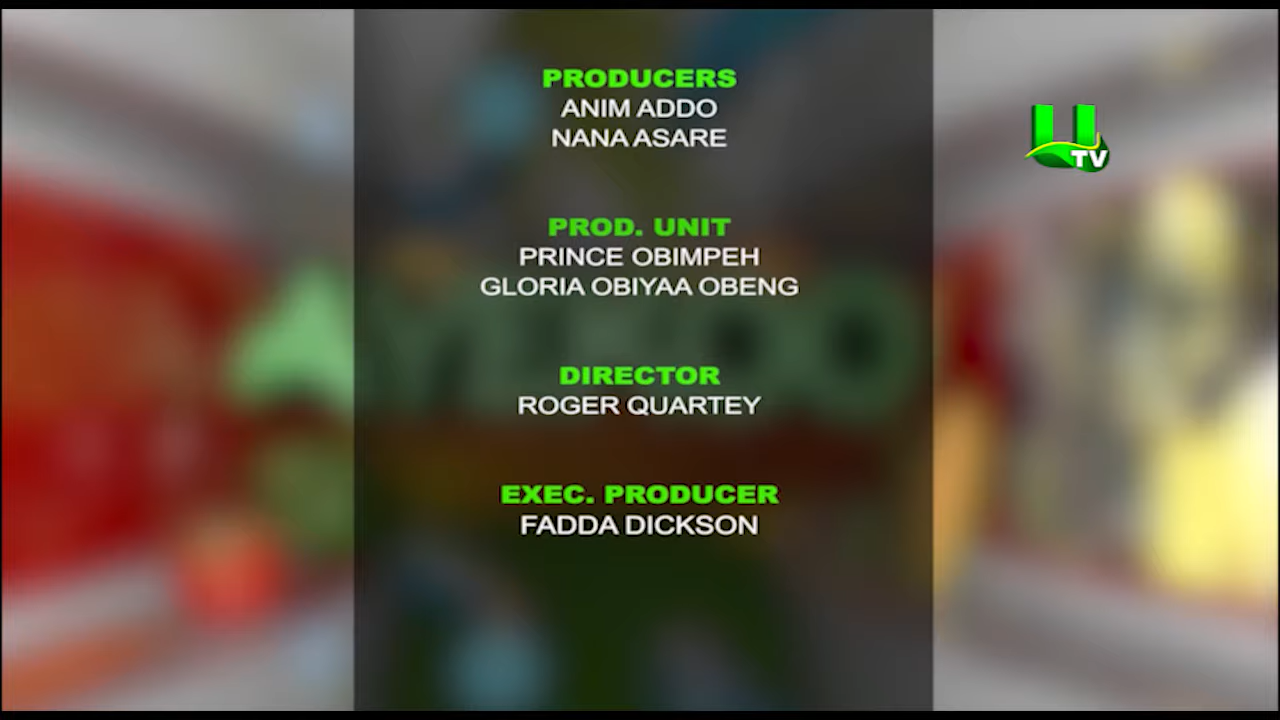 PRODUCERS
ANIM ADDO
NANA ASARE
U
TV
PROD. UNIT
PRINCE OBIMPEH
GLORIA OBIYAA OBENG
DIRECTOR
ROGER QUARTEY
EXEC. PRODUCER
FADDA DICKSON